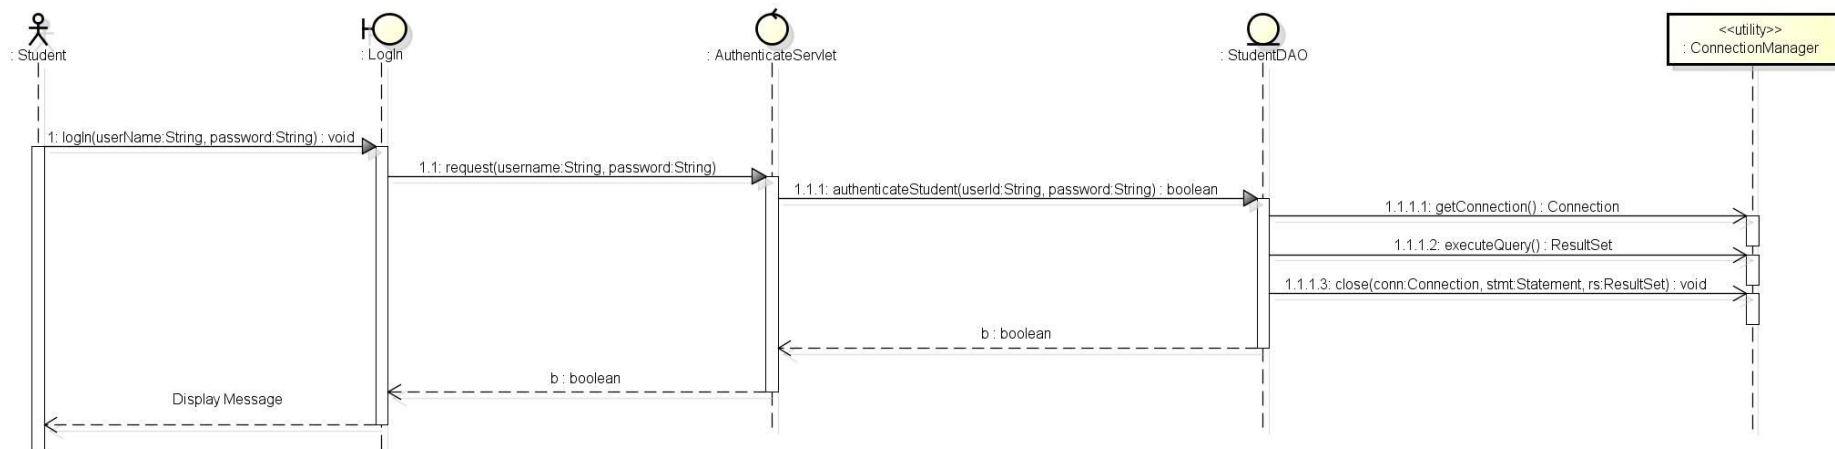 <<utility>>
: Student
: LogIn
: AuthenticateServlet
: StudentDAO
: ConnectionManager
1: logIn(userName:String, password:String) : void
1.1: request(username:String, password:String)
1.1.1: authenticateStudent(userId:String, password:String) : boolean
1.1.1.1: getConnection() : Connection
1.1.1.2: executeQuery() : ResultSet
1.1.1.3: close(conn:Connection, stmt:Statement, rs:ResultSet) : void
b : boolean
b : boolean
Display Message